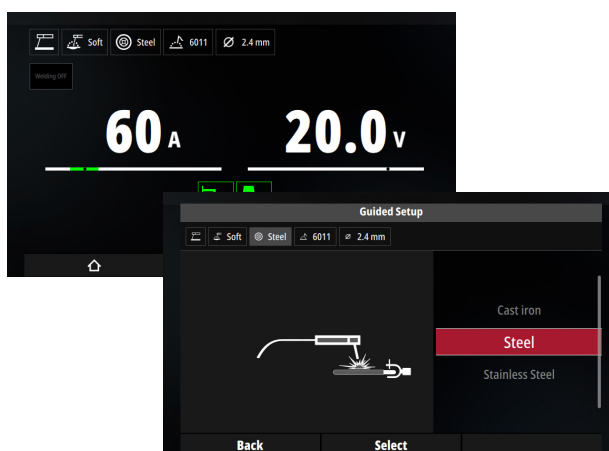 Soft Steel 6011 2.4 mm
Welding OFF
60 A 20.0 V
Guided Setup
Soft Steel 6011 2.4 mm
Cast iron
Steel
Stainless Steel
Back Select